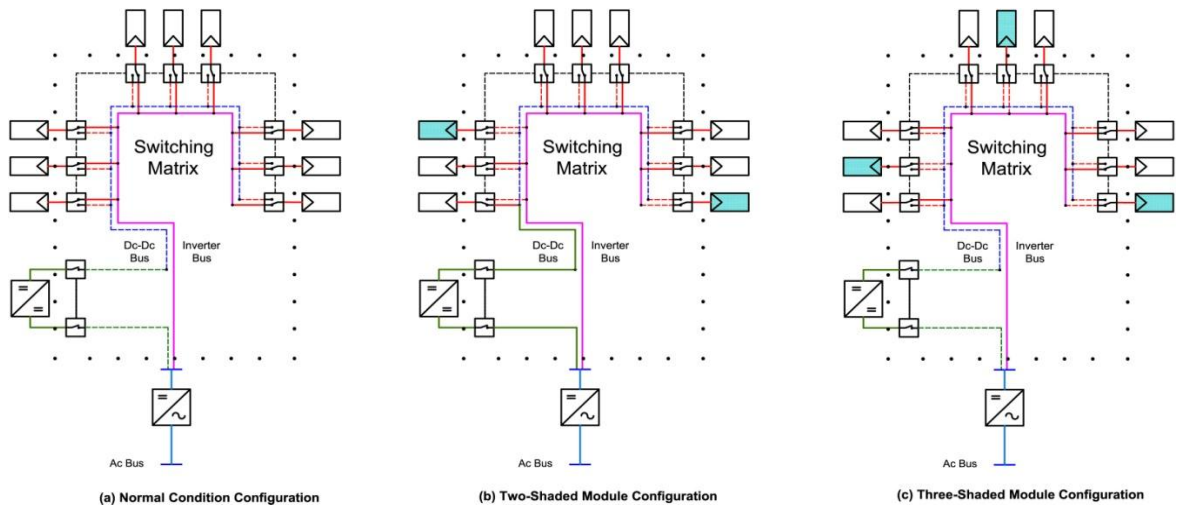 Switching
Matrix
Dc-Dc
Bus
Inverter
Bus
Ac Bus
(a) Normal Condition Configuration
Switching
Matrix
Dc-Dc
Bus
Inverter
Bus
Ac Bus
(b) Two-Shaded Module Configuration
Switching
Matrix
Dc-Dc
Bus
Inverter
Bus
Ac Bus
(c) Three-Shaded Module Configuration